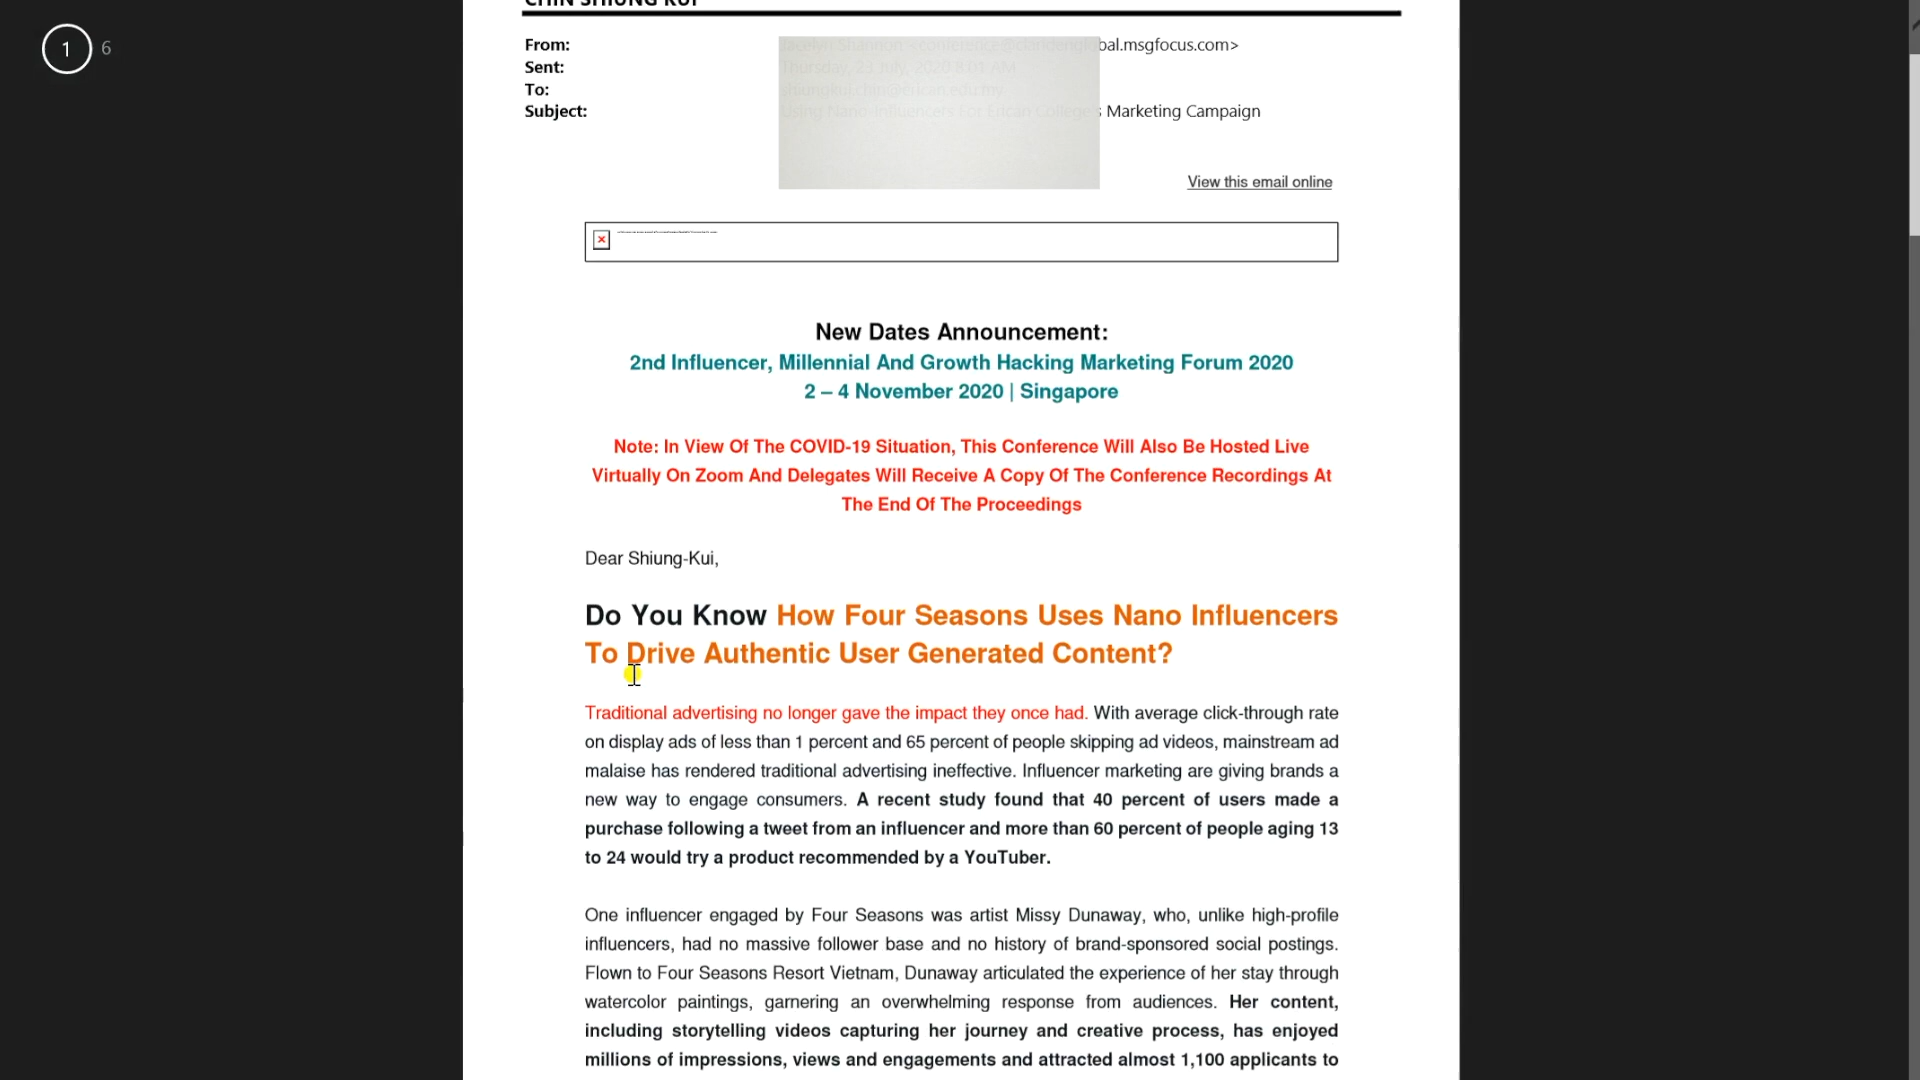 1 6
CHIN SHIUNG KUI
From: bal.msgfocus.com>
Sent:
To:
Subject: s Marketing Campaign
View this email online
New Dates Announcement:
2nd Influencer, Millennial And Growth Hacking Marketing Forum 2020
2 – 4 November 2020 | Singapore
Note: In View Of The COVID-19 Situation, This Conference Will Also Be Hosted Live
Virtually On Zoom And Delegates Will Receive A Copy Of The Conference Recordings At
The End Of The Proceedings
Dear Shiung-Kui,
Do You Know How Four Seasons Uses Nano Influencers
To Drive Authentic User Generated Content?
Traditional advertising no longer gave the impact they once had. With average click-through rate
on display ads of less than 1 percent and 65 percent of people skipping ad videos, mainstream ad
malaise has rendered traditional advertising ineffective. Influencer marketing are giving brands a
new way to engage consumers. A recent study found that 40 percent of users made a
purchase following a tweet from an influencer and more than 60 percent of people aging 13
to 24 would try a product recommended by a YouTuber.
One influencer engaged by Four Seasons was artist Missy Dunaway, who, unlike high-profile
influencers, had no massive follower base and no history of brand-sponsored social postings.
Flown to Four Seasons Resort Vietnam, Dunaway articulated the experience of her stay through
watercolor paintings, garnering an overwhelming response from audiences. Her content,
including storytelling videos capturing her journey and creative process, has enjoyed
millions of impressions, views and engagements and attracted almost 1,100 applicants to